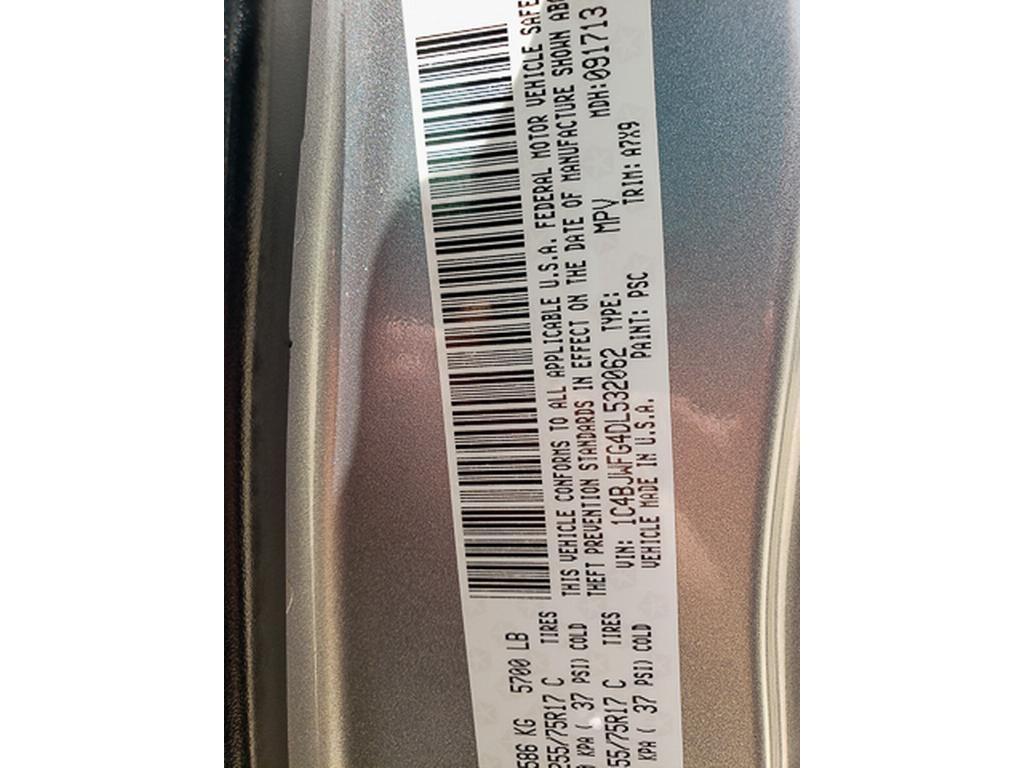 586 KG 5700 LB
255/75R17 C TIRES
KPA ( 37 PSI) COLD
55/75R17 C TIRES
KPA ( 37 PSI) COLD
THIS VEHICLE CONFORMS TO ALL APPLICABLE U.S.A. FEDERAL MOTOR VEHICLE SAFE
THEFT PREVENTION STANDARDS IN EFFECT ON THE DATE OF MANUFACTURE SHOWN ABO
VIN: 1C4BJWFG4DL532062 TYPE: MPV MDH:091713
VEHICLE MADE IN U.S.A. PAINT: PSC TRIM: A7X9